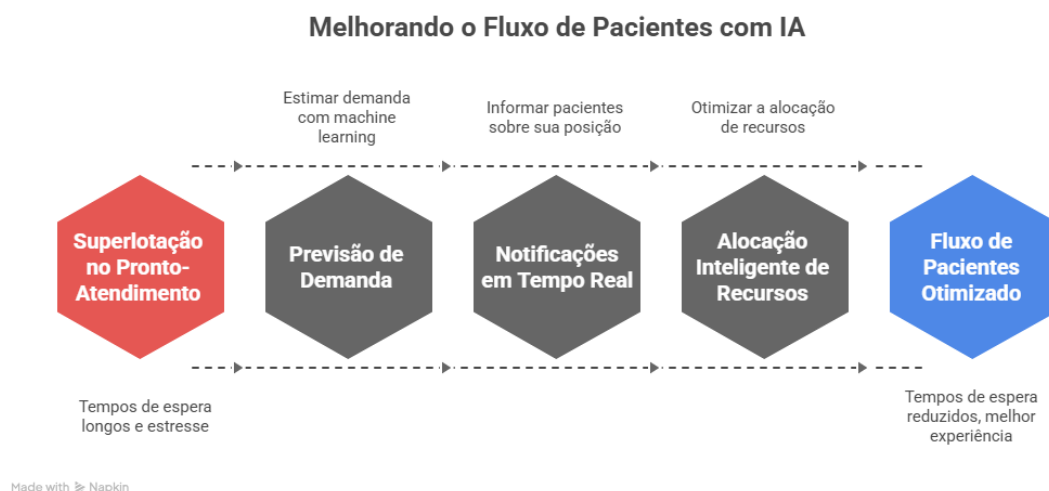 Melhorando o Fluxo de Pacientes com IA
Estimar demanda
com machine
learning
Informar pacientes
sobre sua posição
Otimizar a alocação
de recursos
Superlotação
no Pronto-
Atendimento
Previsão de
Demanda
Notificações
em Tempo Real
Alocação
Inteligente de
Recursos
Fluxo de
Pacientes
Otimizado
Tempos de espera
longos e estresse
Tempos de espera
reduzidos, melhor
experiência
Made with Napkin